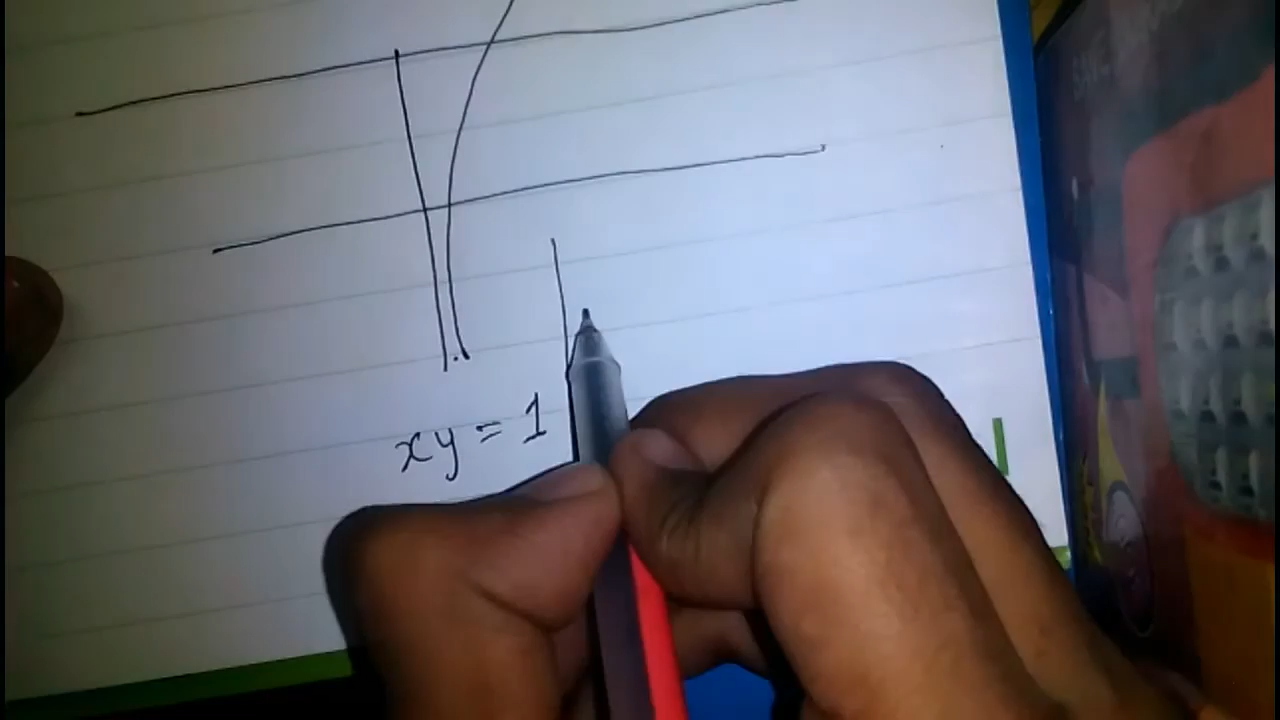 xy = 1